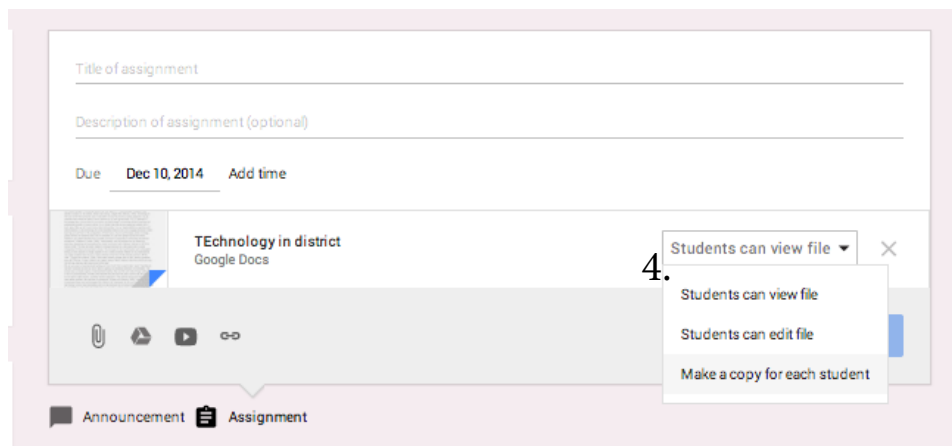 Title of assignment
Description of assignment (optional)
Due Dec 10, 2014 Add time
TEchnology in district
Google Docs
Students can view file
4.
Students can view file
Students can edit file
Make a copy for each student
Announcement Assignment